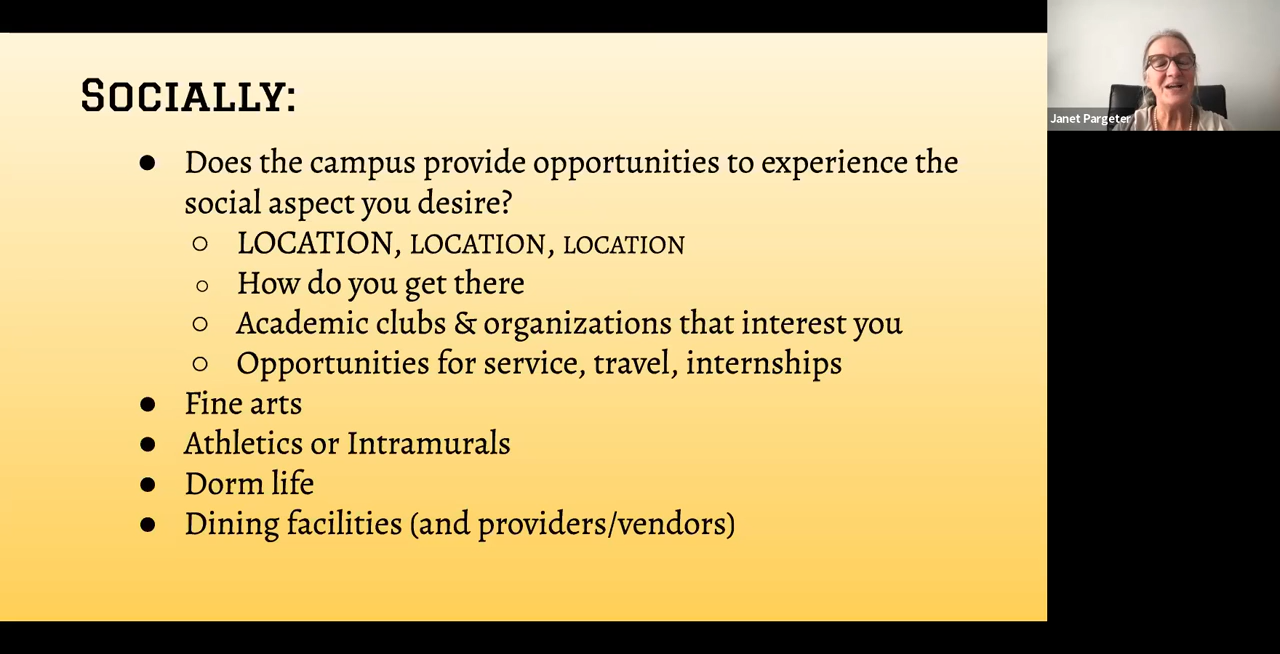 Socially:
● Does the campus provide opportunities to experience the
social aspect you desire?
○ LOCATION, LOCATION, LOCATION
○ How do you get there
○ Academic clubs & organizations that interest you
○ Opportunities for service, travel, internships
● Fine arts
● Athletics or Intramurals
● Dorm life
● Dining facilities (and providers/vendors)
Janet Pargeter